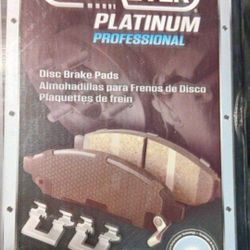 PLATINUM
PROFESSIONAL
Disc Brake Pads
Almohadillas para Frenos de Disco
Plaquettes de frein